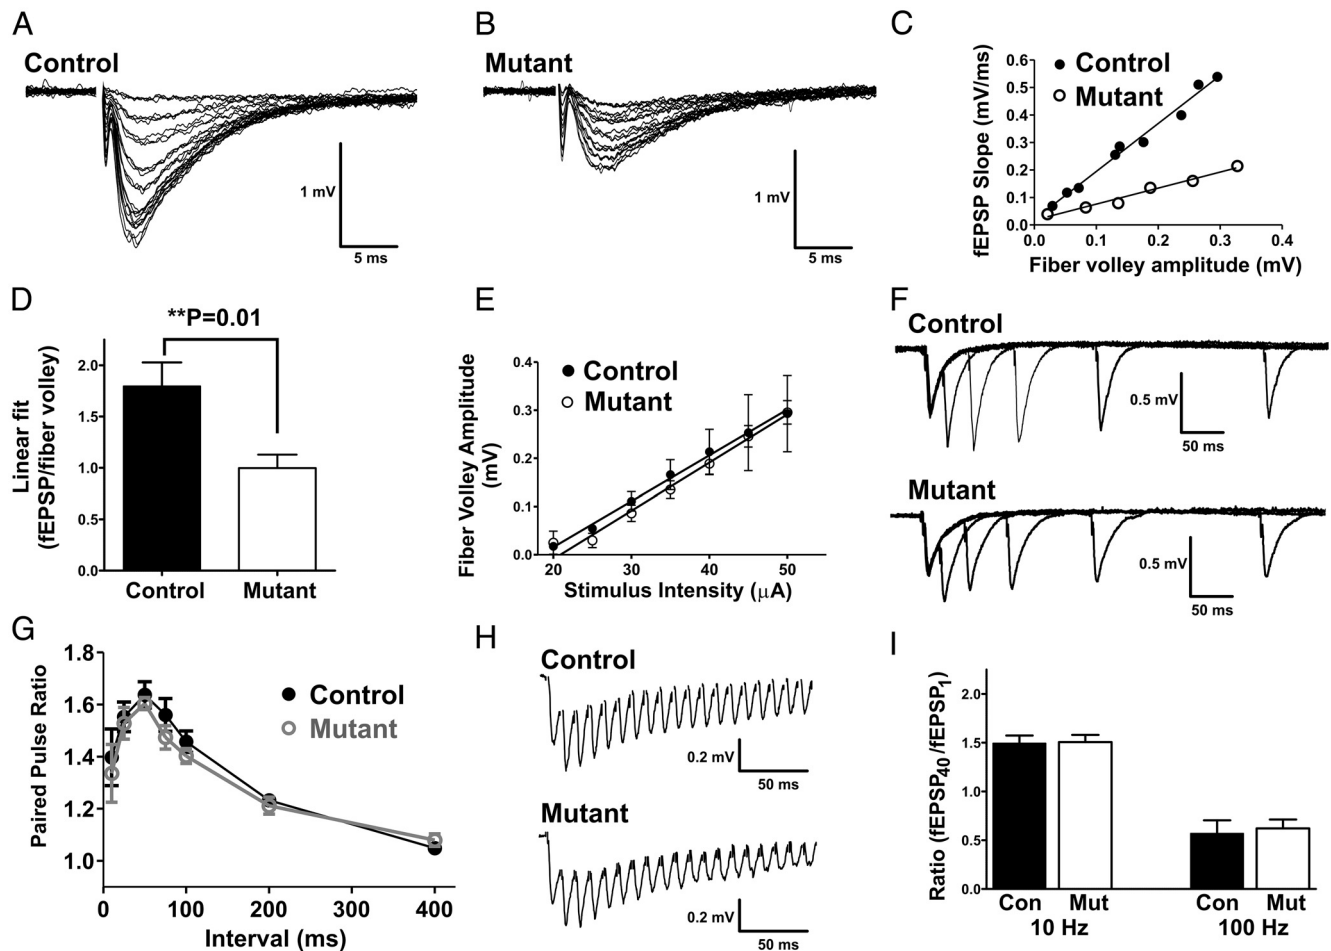 A
Control
1 mV
5 ms
B
Mutant
1 mV
5 ms
C
fEPSP Slope (mV/ms)
0.6
0.5
0.4
0.3
0.2
0.1
0.0
Control
Mutant
0.0 0.1 0.2 0.3 0.4
Fiber volley amplitude (mV)
D
**P=0.01
Linear fit
(fEPSP/fiber volley)
2.0
1.5
1.0
0.5
0.0
Control Mutant
E
Fiber Volley Amplitude
(mV)
0.4
0.3
0.2
0.1
0.0
Control
Mutant
20 30 40 50
Stimulus Intensity (μA)
F
Control
0.5 mV
50 ms
Mutant
0.5 mV
50 ms
G
Paired Pulse Ratio
1.8
1.6
1.4
1.2
1.0
Control
Mutant
0 100 200 300 400
Interval (ms)
H
Control
0.2 mV
50 ms
Mutant
0.2 mV
50 ms
I
Ratio (fEPSP40/fEPSP1)
2.0
1.5
1.0
0.5
0.0
Con Mut Con Mut
10 Hz 100 Hz